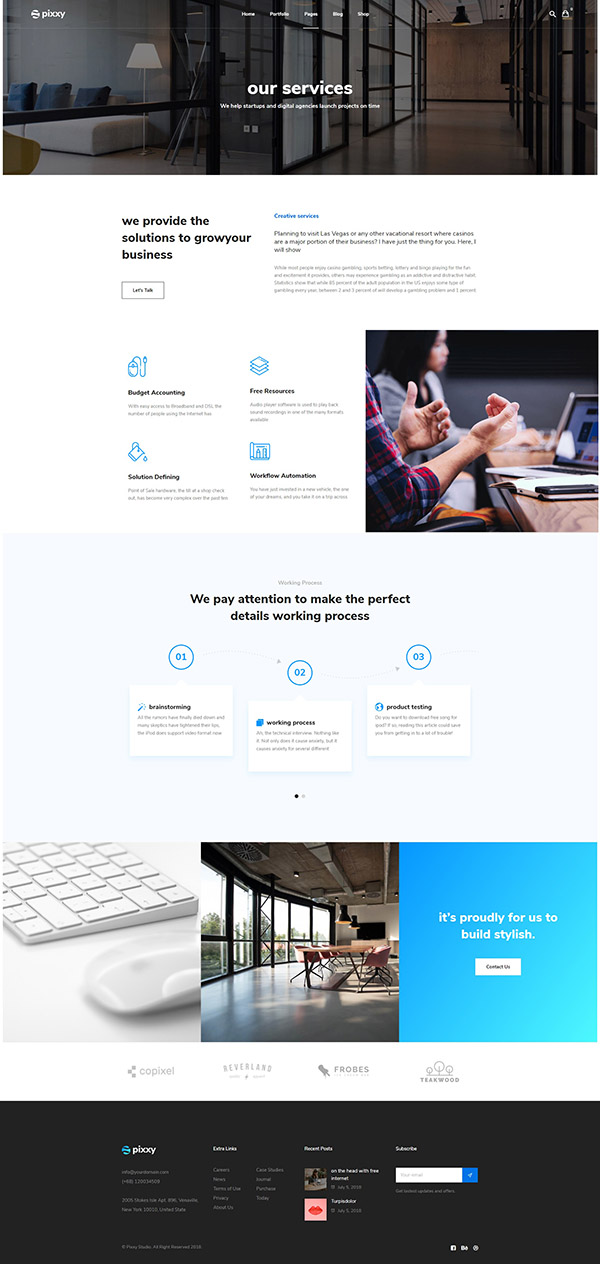 pixxy
Home Portfolio Pages Blog Shop
our services
We help startups and digital agencies launch projects on time
we provide the
solutions to growyour
business
Let's Talk
Creative services
Planning to visit Las Vegas or any other vacational resort where casinos
are a major portion of their business? I have just the thing for you. Here, I
will show
While most people enjoy casino gambling, sports betting, lottery and bingo playing for the fun
and excitement it provides, others may experience gambling as an addictive and distractive habit.
Statistics show that while 85 percent of the adult population in the US enjoys some type of
gambling every year, between 2 and 3 percent of will develop a gambling problem and 1 percent
Budget Accounting
With easy access to Broadband and DSL the
number of people using the Internet has
Free Resources
Audio player software is used to play back
sound recordings in one of the many formats
available
Solution Defining
Point of Sale hardware, the till at a shop check
out, has become very complex over the past ten
Workflow Automation
You have just invested in a new vehicle, the one
of your dreams, and you take it on a trip across
Working Process
We pay attention to make the perfect
details working process
01
brainstorming
All the rumors have finally died down and
many skeptics have tightened their lips,
the iPod does support video format now
02
working process
Ah, the technical interview. Nothing like
it. Not only does it cause anxiety, but it
causes anxiety for several different
03
product testing
Do you want to download free song for
ipod? If so, reading this article could save
you from getting in to a lot of trouble!
it's proudly for us to
build stylish.
Contact Us
copixel
REVERLAND
FROBES
TEAKWOOD
pixxy
info@yourdomain.com
(+68) 120034509
2005 Stokes Isle Apt. 896, Venaville,
New York 10010, United State
Extra Links
Careers
News
Terms of Use
Privacy
About Us
Case Studies
Journal
Purchase
Today
Recent Posts
on the head with free
internet
July 5, 2018
Turpisdolor
July 5, 2018
Subscribe
Your email
Get latest updates and offers.
© Pixxy Studio. All Right Reserved 2018.
Bē